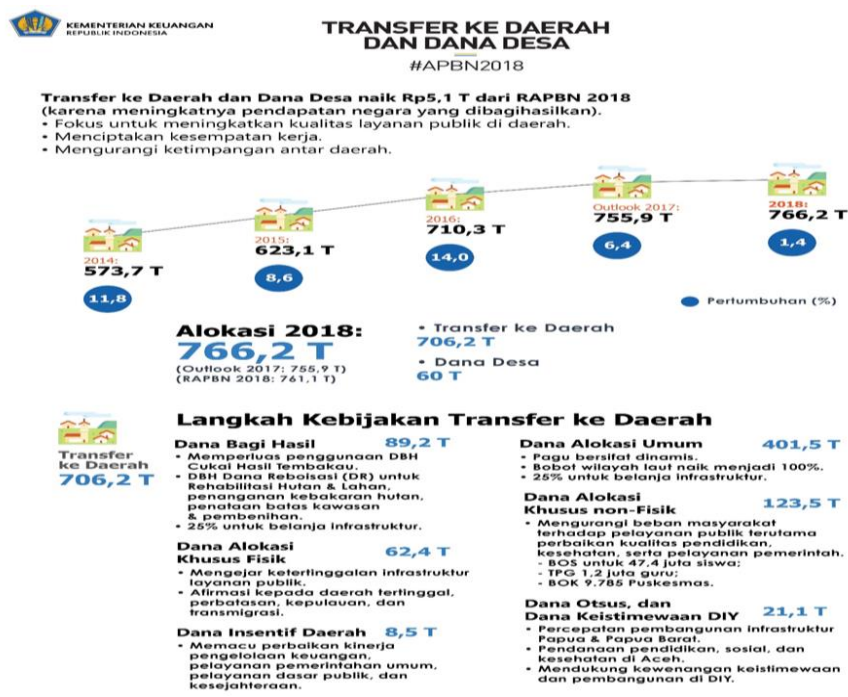 KEMENTERIAN KEUANGAN
REPUBLIK INDONESIA
TRANSFER KE DAERAH
DAN DANA DESA
#APBN2018
Transfer ke Daerah dan Dana Desa naik Rp5,1 T dari RAPBN 2018
(karena meningkatnya pendapatan negara yang dibagihasilkan).
• Fokus untuk meningkatkan kualitas layanan publik di daerah.
• Menciptakan kesempatan kerja.
• Mengurangi ketimpangan antar daerah.
2014:
573,7 T
11,8
2015:
623,1 T
8,6
2016:
710,3 T
14,0
Outlook 2017:
755,9 T
6,4
2018:
766,2 T
1,4
Pertumbuhan (%)
Alokasi 2018:
766,2 T
(Outlook 2017: 755,9 T)
(RAPBN 2018: 761,1 T)
• Transfer ke Daerah
706,2 T
• Dana Desa
60 T
Transfer
ke Daerah
706,2 T
Langkah Kebijakan Transfer ke Daerah
Dana Bagi Hasil 89,2 T
• Memperluas penggunaan DBH
Cukai Hasil Tembakau.
• DBH Dana Reboisasi (DR) untuk
Rehabilitasi Hutan & Lahan,
penanganan kebakaran hutan,
penataan batas kawasan
& pembenihan.
• 25% untuk belanja infrastruktur.
Dana Alokasi
Khusus Fisik 62,4 T
• Mengejar ketertinggalan infrastruktur
layanan publik.
• Afirmasi kepada daerah tertinggal,
perbatasan, kepulauan, dan
transmigrasi.
Dana Insentif Daerah 8,5 T
• Memacu perbaikan kinerja
pengelolaan keuangan,
pelayanan pemerintahan umum,
pelayanan dasar publik, dan
kesejahteraan.
Dana Alokasi Umum 401,5 T
• Pagu bersifat dinamis.
• Bobot wilayah laut naik menjadi 100%.
• 25% untuk belanja infrastruktur.
Dana Alokasi
Khusus non-Fisik 123,5 T
• Mengurangi beban masyarakat
terhadap pelayanan publik terutama
perbaikan kualitas pendidikan,
kesehatan, serta pelayanan pemerintah.
- BOS untuk 47,4 juta siswa;
- TPG 1,2 juta guru;
- BOK 9.785 Puskesmas.
Dana Otsus, dan
Dana Keistimewaan DIY 21,1 T
• Percepatan pembangunan infrastruktur
Papua & Papua Barat.
• Pendanaan pendidikan, sosial, dan
kesehatan di Aceh.
• Mendukung kewenangan keistimewaan
dan pembangunan di DIY.